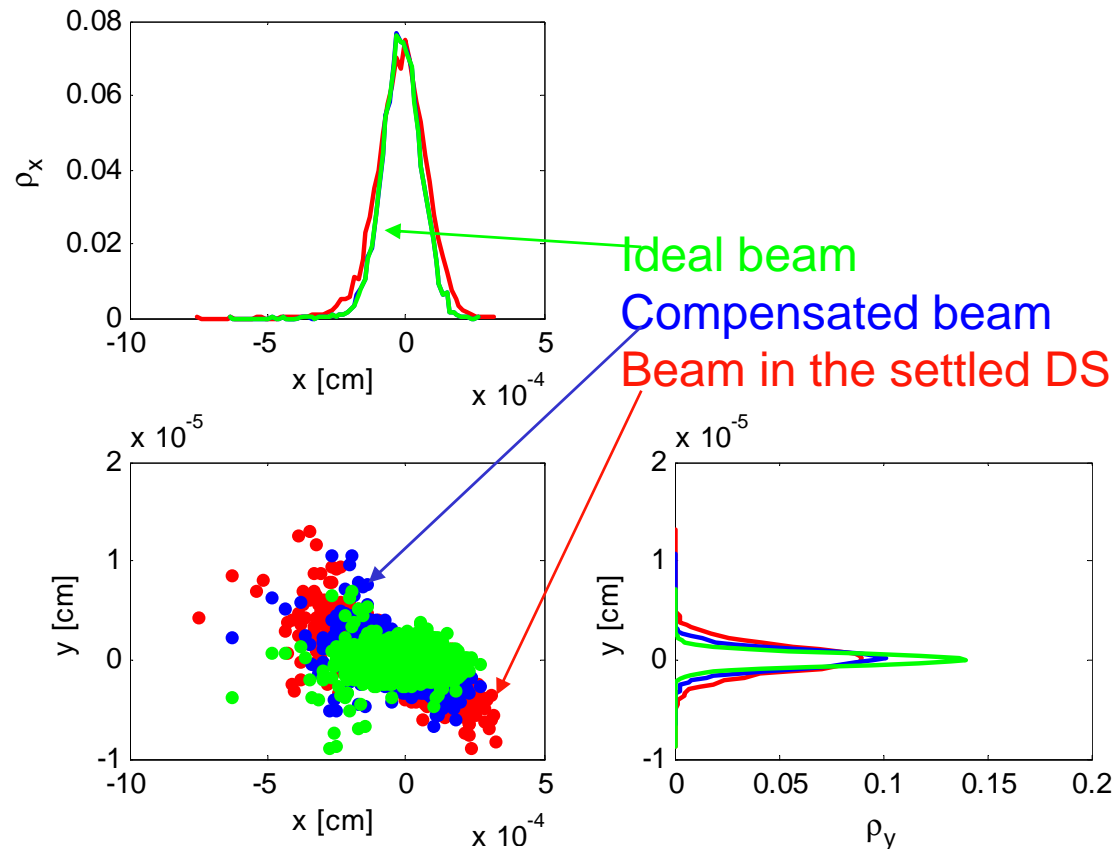 0.08
0.06
0.04
0.02
0
ρx
-10 -5 0 5
x [cm]
x 10-4
Ideal beam
Compensated beam
Beam in the settled DS
x 10-5
2
1
0
-1
y [cm]
-10 -5 0 5
x [cm]
x 10-4
x 10-5
2
1
0
-1
y [cm]
0 0.05 0.1 0.15 0.2
ρy